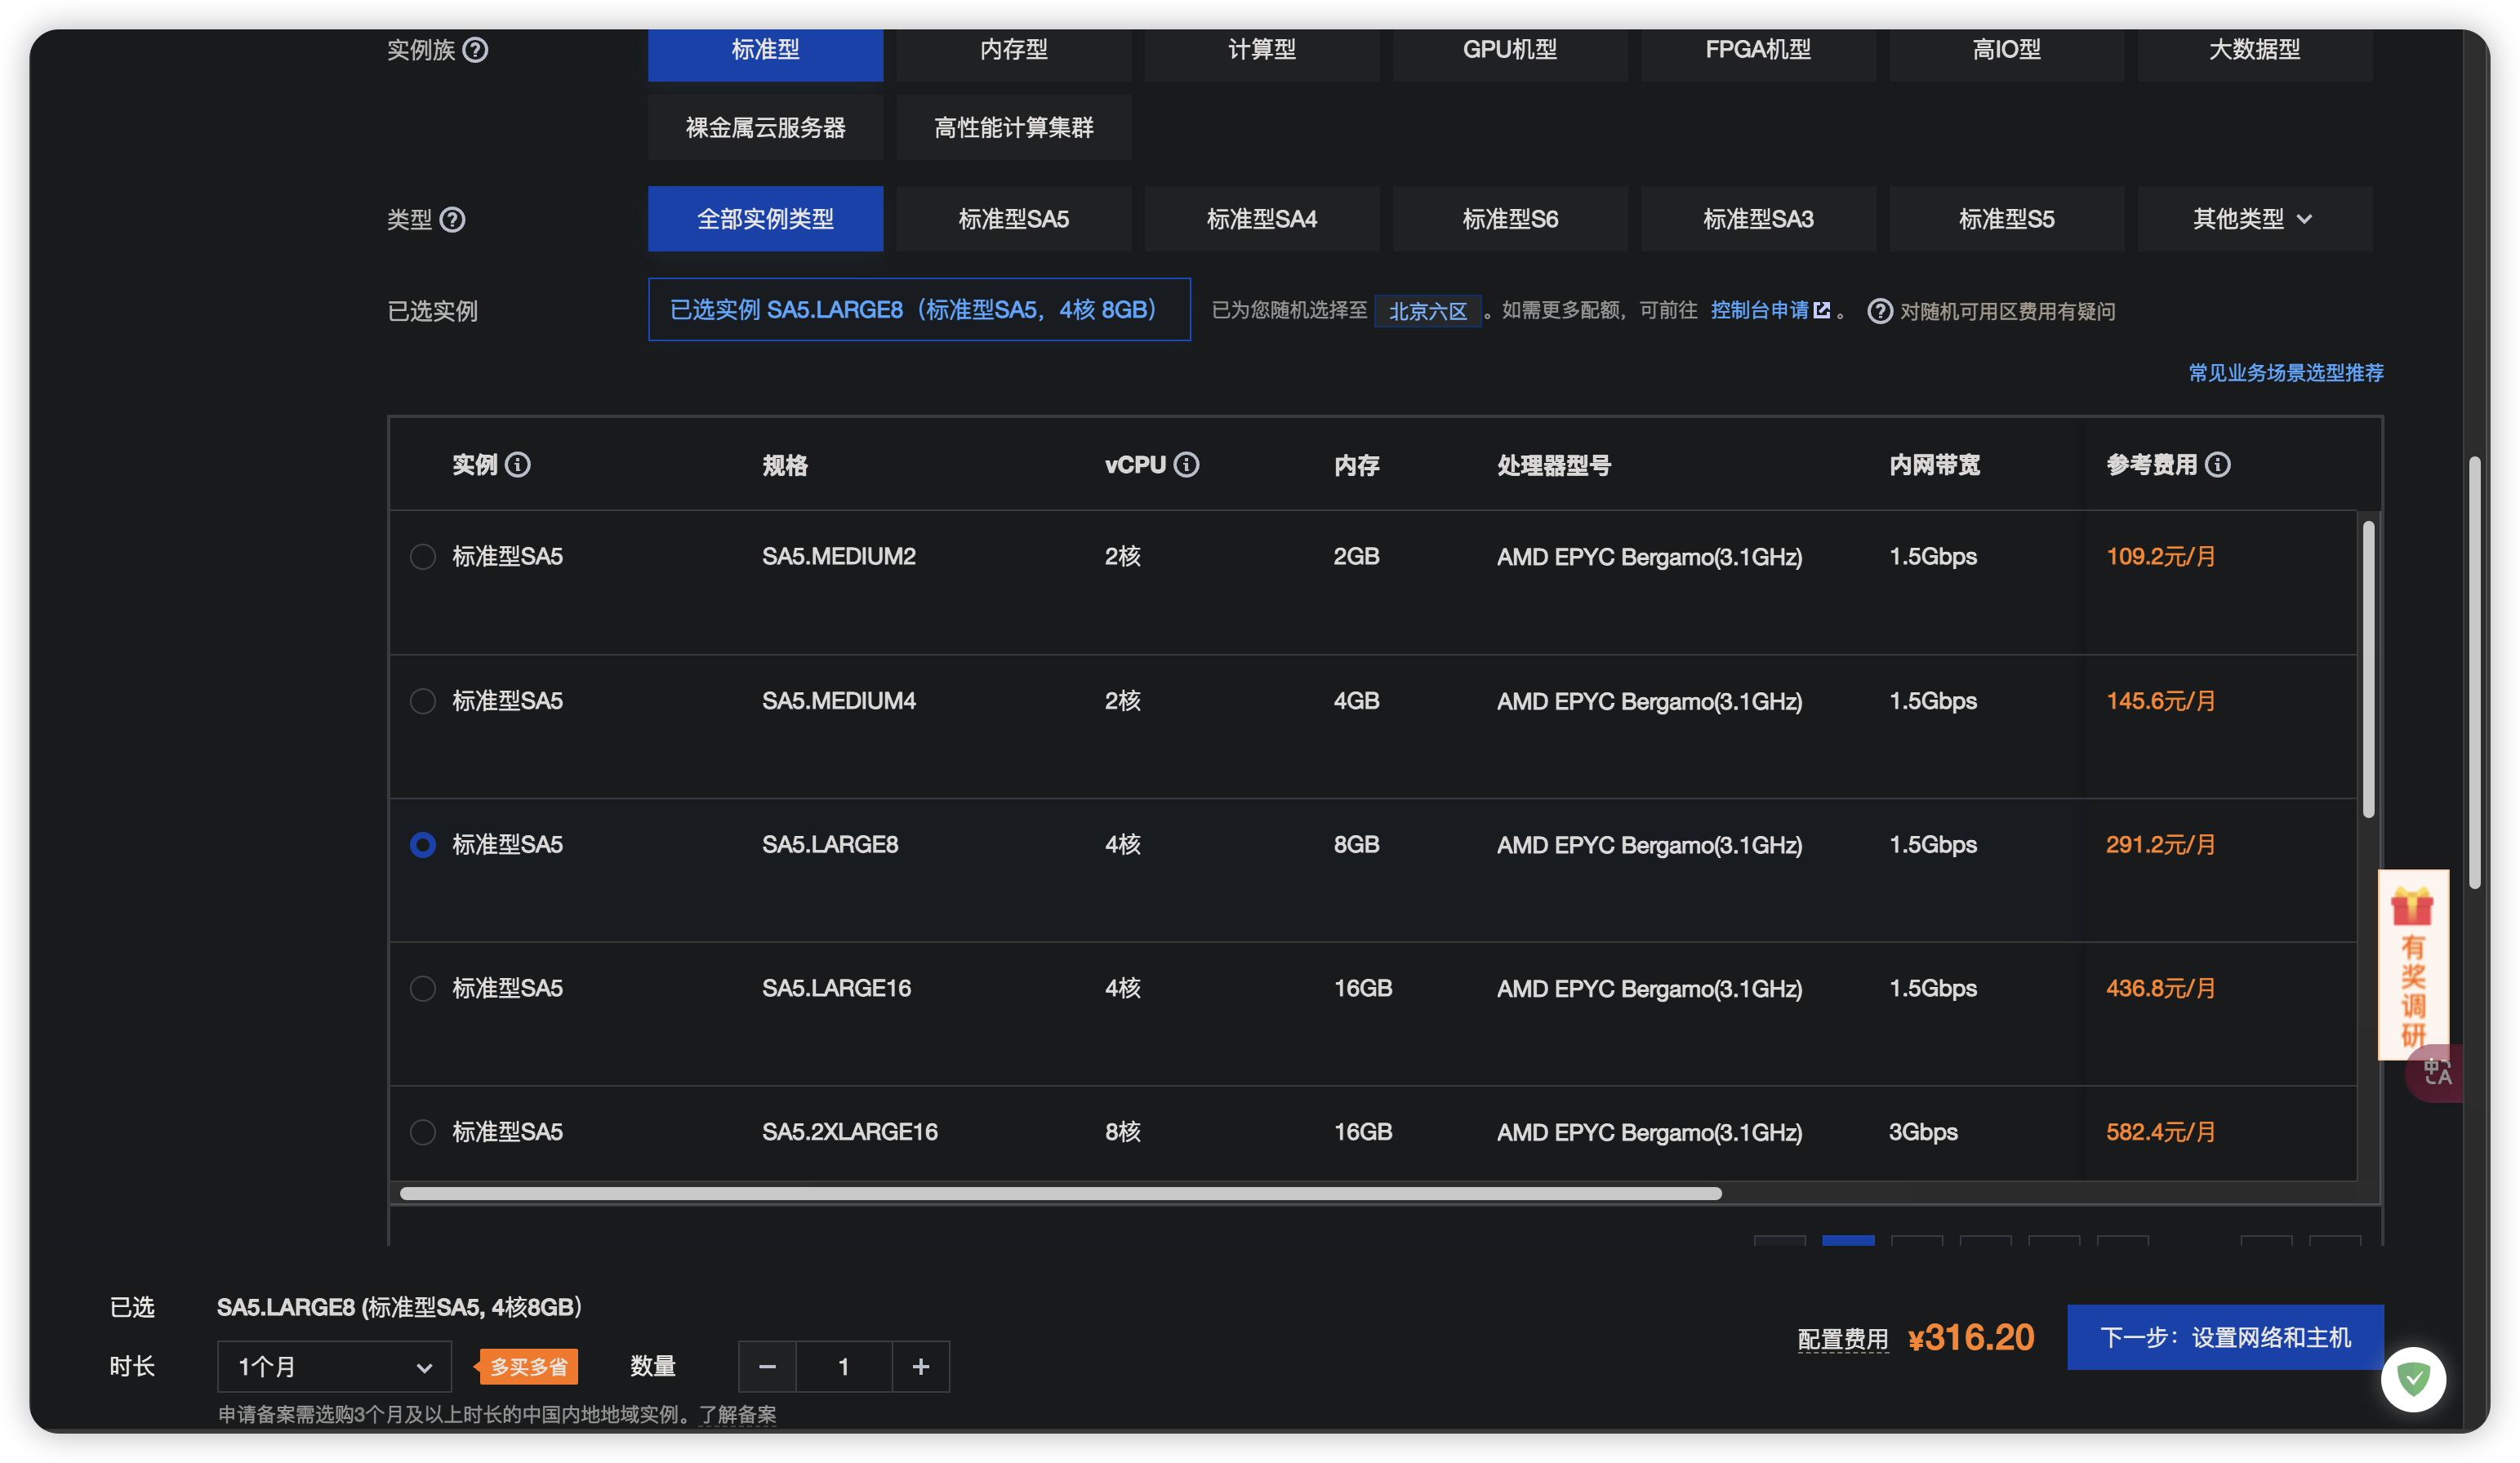 实例族 标准型 内存型 计算型 GPU机型 FPGA机型 高IO型 大数据型
裸金属云服务器 高性能计算集群
类型 全部实例类型 标准型SA5 标准型SA4 标准型S6 标准型SA3 标准型S5 其他类型
已选实例 已选实例 SA5.LARGE8（标准型SA5，4核 8GB） 已为您随机选择至 北京六区 。如需更多配额，可前往 控制台申请 。 对随机可用区费用有疑问
常见业务场景选型推荐
实例 规格 vCPU 内存 处理器型号 内网带宽 参考费用
标准型SA5 SA5.MEDIUM2 2核 2GB AMD EPYC Bergamo(3.1GHz) 1.5Gbps 109.2元/月
标准型SA5 SA5.MEDIUM4 2核 4GB AMD EPYC Bergamo(3.1GHz) 1.5Gbps 145.6元/月
标准型SA5 SA5.LARGE8 4核 8GB AMD EPYC Bergamo(3.1GHz) 1.5Gbps 291.2元/月
标准型SA5 SA5.LARGE16 4核 16GB AMD EPYC Bergamo(3.1GHz) 1.5Gbps 436.8元/月
标准型SA5 SA5.2XLARGE16 8核 16GB AMD EPYC Bergamo(3.1GHz) 3Gbps 582.4元/月
有奖调研
中A
已选 SA5.LARGE8 (标准型SA5, 4核8GB)
时长 1个月 多买多省 数量 − 1 +
申请备案需选购3个月及以上时长的中国内地地域实例。了解备案
配置费用 ¥316.20 下一步：设置网络和主机